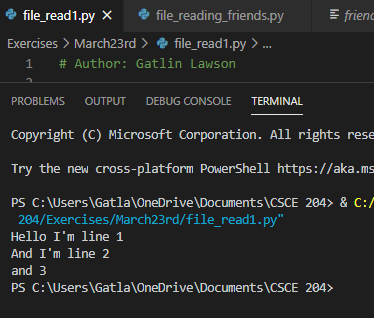 file_read1.py × file_reading_friends.py friend
Exercises > March23rd > file_read1.py > ...
1 # Author: Gatlin Lawson
PROBLEMS OUTPUT DEBUG CONSOLE TERMINAL
Copyright (C) Microsoft Corporation. All rights rese
Try the new cross-platform PowerShell https://aka.ms
PS C:\Users\Gatla\OneDrive\Documents\CSCE 204> & C:/
204/Exercises/March23rd/file_read1.py"
Hello I'm line 1
And I'm line 2
and 3
PS C:\Users\Gatla\OneDrive\Documents\CSCE 204>